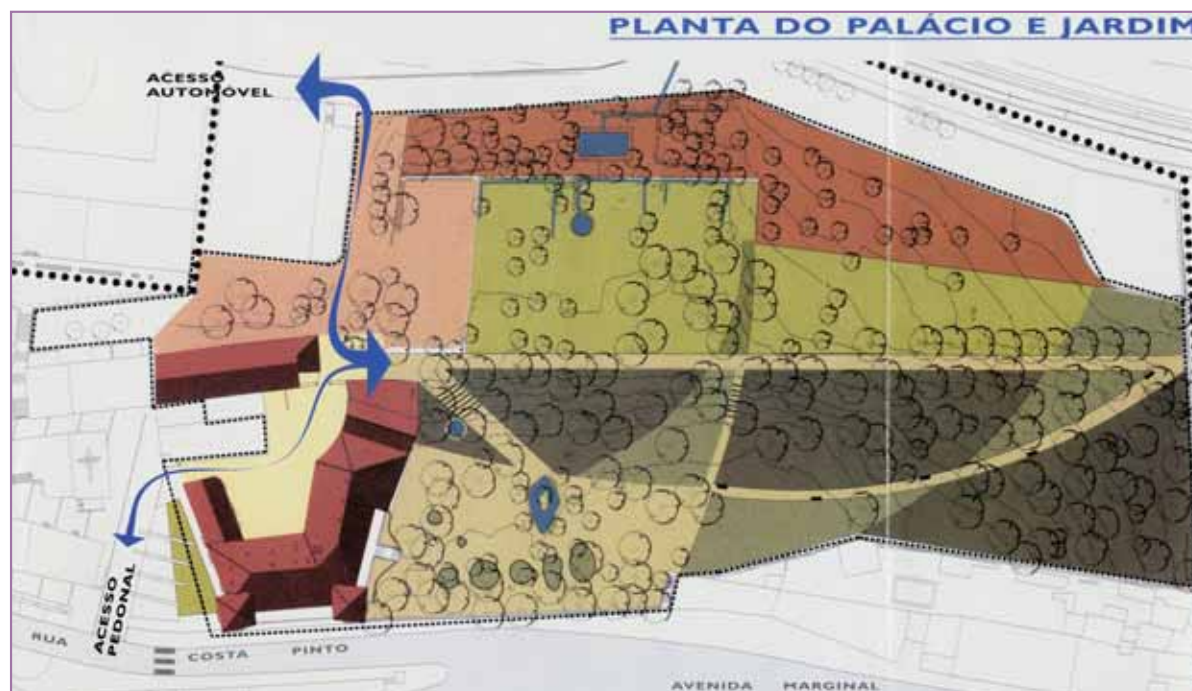 PLANTA DO PALÁCIO E JARDIM
ACESSO
AUTOMÓVEL
ACESSO
PEDONAL
RUA COSTA PINTO
AVENIDA MARGINAL